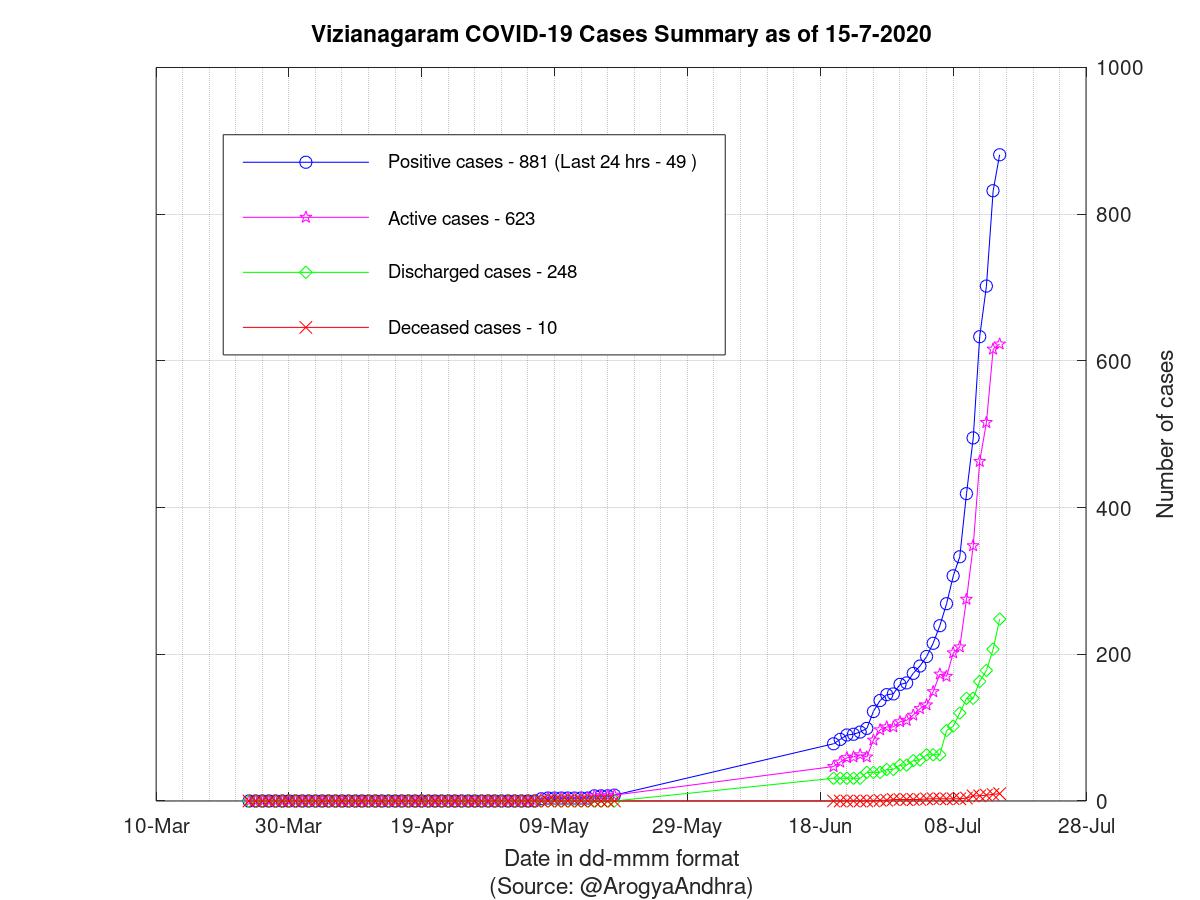 Vizianagaram COVID-19 Cases Summary as of 15-7-2020
1000
Positive cases - 881 (Last 24 hrs - 49 )
Active cases - 623
800
Discharged cases - 248
Deceased cases - 10
600
Number of cases
400
200
0
10-Mar 30-Mar 19-Apr 09-May 29-May 18-Jun 08-Jul 28-Jul
Date in dd-mmm format
(Source: @ArogyaAndhra)